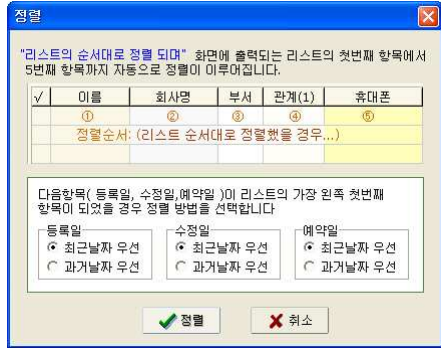 정렬
"리스트의 순서대로 정렬 되며" 화면에 출력되는 리스트의 첫번째 항목에서
5번째 항목까지 자동으로 정렬이 이루어집니다.
√ 이름 회사명 부서 관계(1) 휴대폰
① ② ③ ④ ⑤
정렬순서: (리스트 순서대로 정렬했을 경우...)
다음항목( 등록일, 수정일,예약일 )이 리스트의 가장 왼쪽 첫번째
항목이 되었을 경우 정렬 방법을 선택합니다
등록일 수정일 예약일
최근날짜 우선 최근날짜 우선 최근날짜 우선
과거날짜 우선 과거날짜 우선 과거날짜 우선
정렬 취소